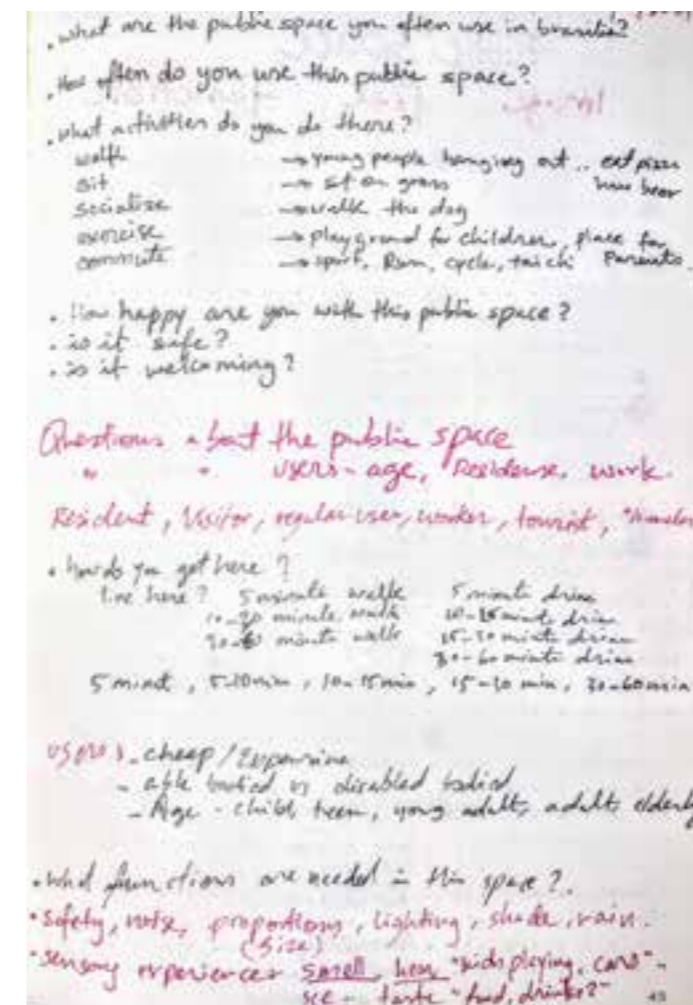 . what are the public space you often use in brasilia?
. How often do you use this public space?
. what activities do you do there?
walk → young people hanging out .. eat pizza
have beer
sit → sit on grass
socialize → walk the dog
exercise → playground for children, place for
commute → sport, Run, cycle, tai chi Parents.
. How happy are you with this public space?
. is it safe?
. is it welcoming?
Questions about the public space
" " users - age, Residense, work.
Resident, Visitor, regular user, worker, tourist,
. how do you get here?
live here? 5 minute walk 5 minute drive
10-20 minute walk 10-15 minute drive
30-60 minute walk 15-30 minute drive
30-60 minute drive
5 minut, 5-10 min, 10-15 min, 15-30 min, 30-60 min
users. cheap / Expensive
- able bodied vs disabled bodied
- Age - child, teen, young adult, adult, elderly
. what functions are needed in this space?.
. Safety, noise, proportions, lighting, shade, rain.
(size)
. sensory experiences smell, hear "kids playing, cars" -
see - taste "food, drinks?"